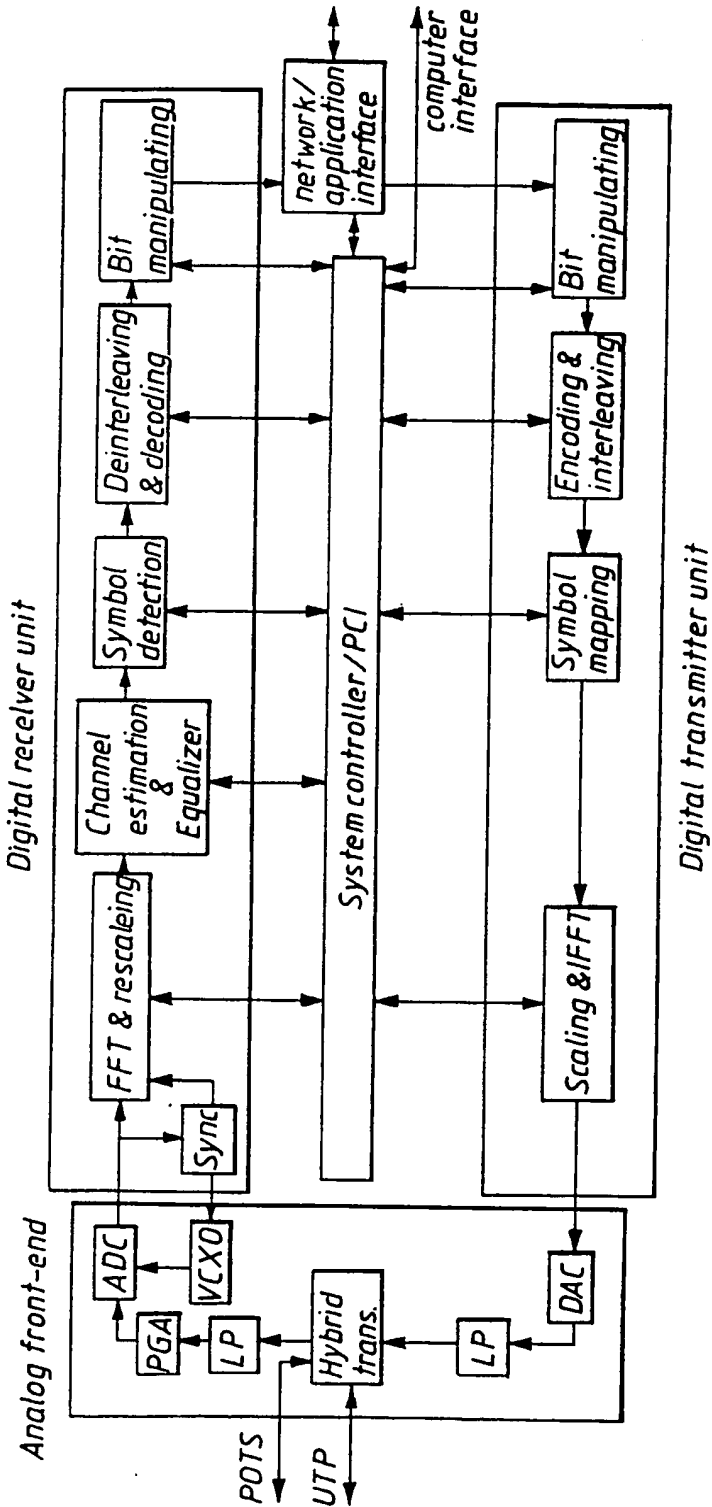 Analog front-end
Digital recelver unit
ADC
PGA
VCXO
LP
Hybrid
trans.
LP
DAC
POTS
UTP
FFT & rescaleing
Sync
Channel
estimation
&
Equalizer
Symbol
detection
Deinterleaving
& decoding
Bit
manipulating
System controller/PCI
network/
application
interface
computer
interface
Scaling &IFFT
Symbol
mapping
Encoding &
interleaving
Bit
manipulating
Digital transmitter unit